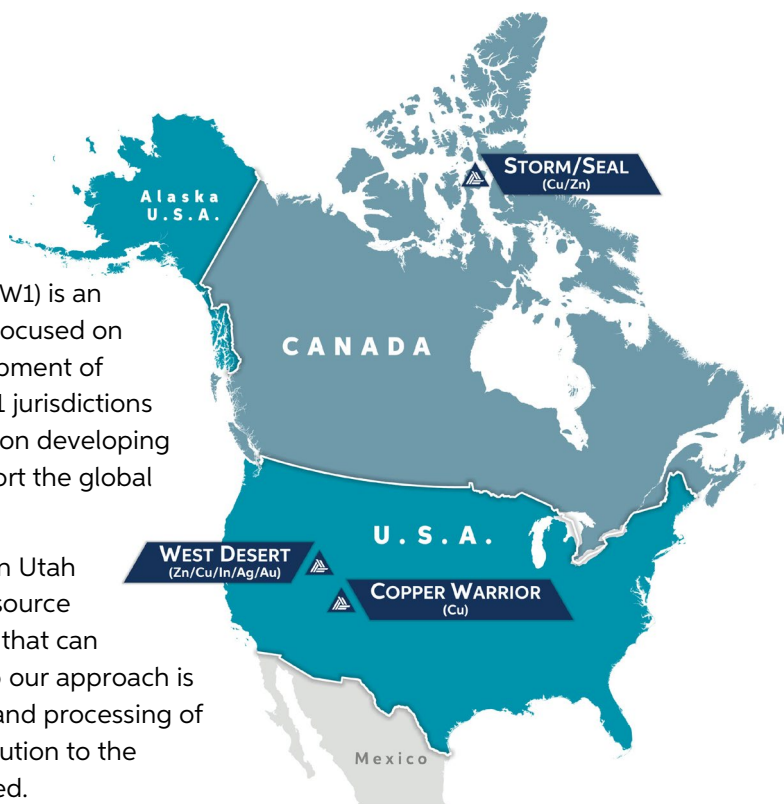 STORM/SEAL
(Cu/Zn)
Alaska
U.S.A.
W1) is an
ocused on
CANADA
opment of
1 jurisdictions
on developing
ort the global
U.S.A.
WEST DESERT
(Zn/Cu/In/Ag/Au)
n Utah
COPPER WARRIOR
(Cu)
source
that can
o our approach is
and processing of
ution to the
Mexico
ed.